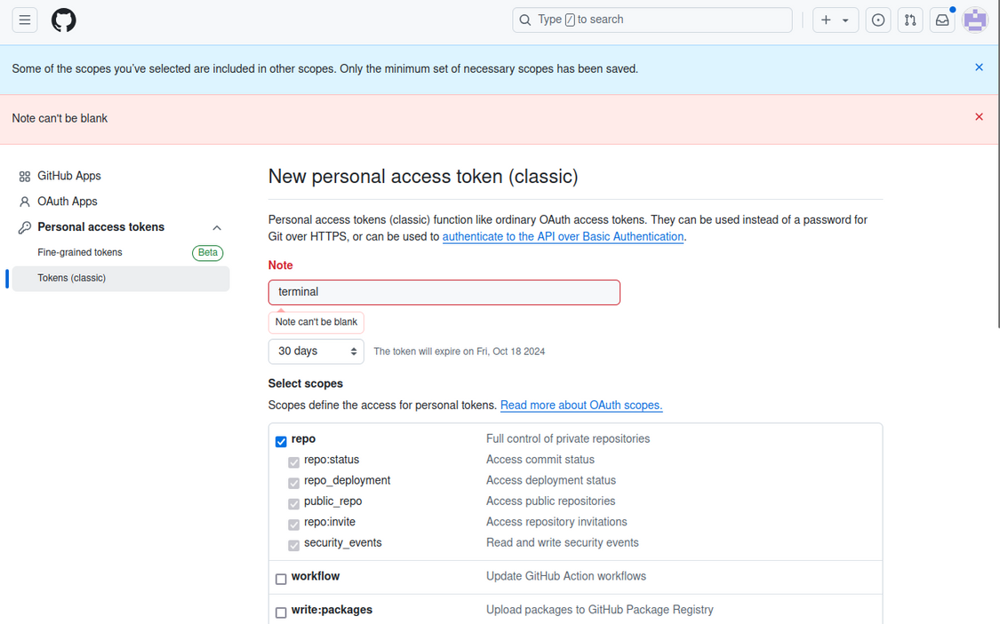 Type / to search
Some of the scopes you've selected are included in other scopes. Only the minimum set of necessary scopes has been saved.
Note can't be blank
GitHub Apps
OAuth Apps
Personal access tokens
Fine-grained tokens
Beta
Tokens (classic)
New personal access token (classic)
Personal access tokens (classic) function like ordinary OAuth access tokens. They can be used instead of a password for
Git over HTTPS, or can be used to authenticate to the API over Basic Authentication.
Note
terminal
Note can't be blank
30 days
The token will expire on Fri, Oct 18 2024
Select scopes
Scopes define the access for personal tokens. Read more about OAuth scopes.
repo Full control of private repositories
repo:status Access commit status
repo_deployment Access deployment status
public_repo Access public repositories
repo:invite Access repository invitations
security_events Read and write security events
workflow Update GitHub Action workflows
write:packages Upload packages to GitHub Package Registry